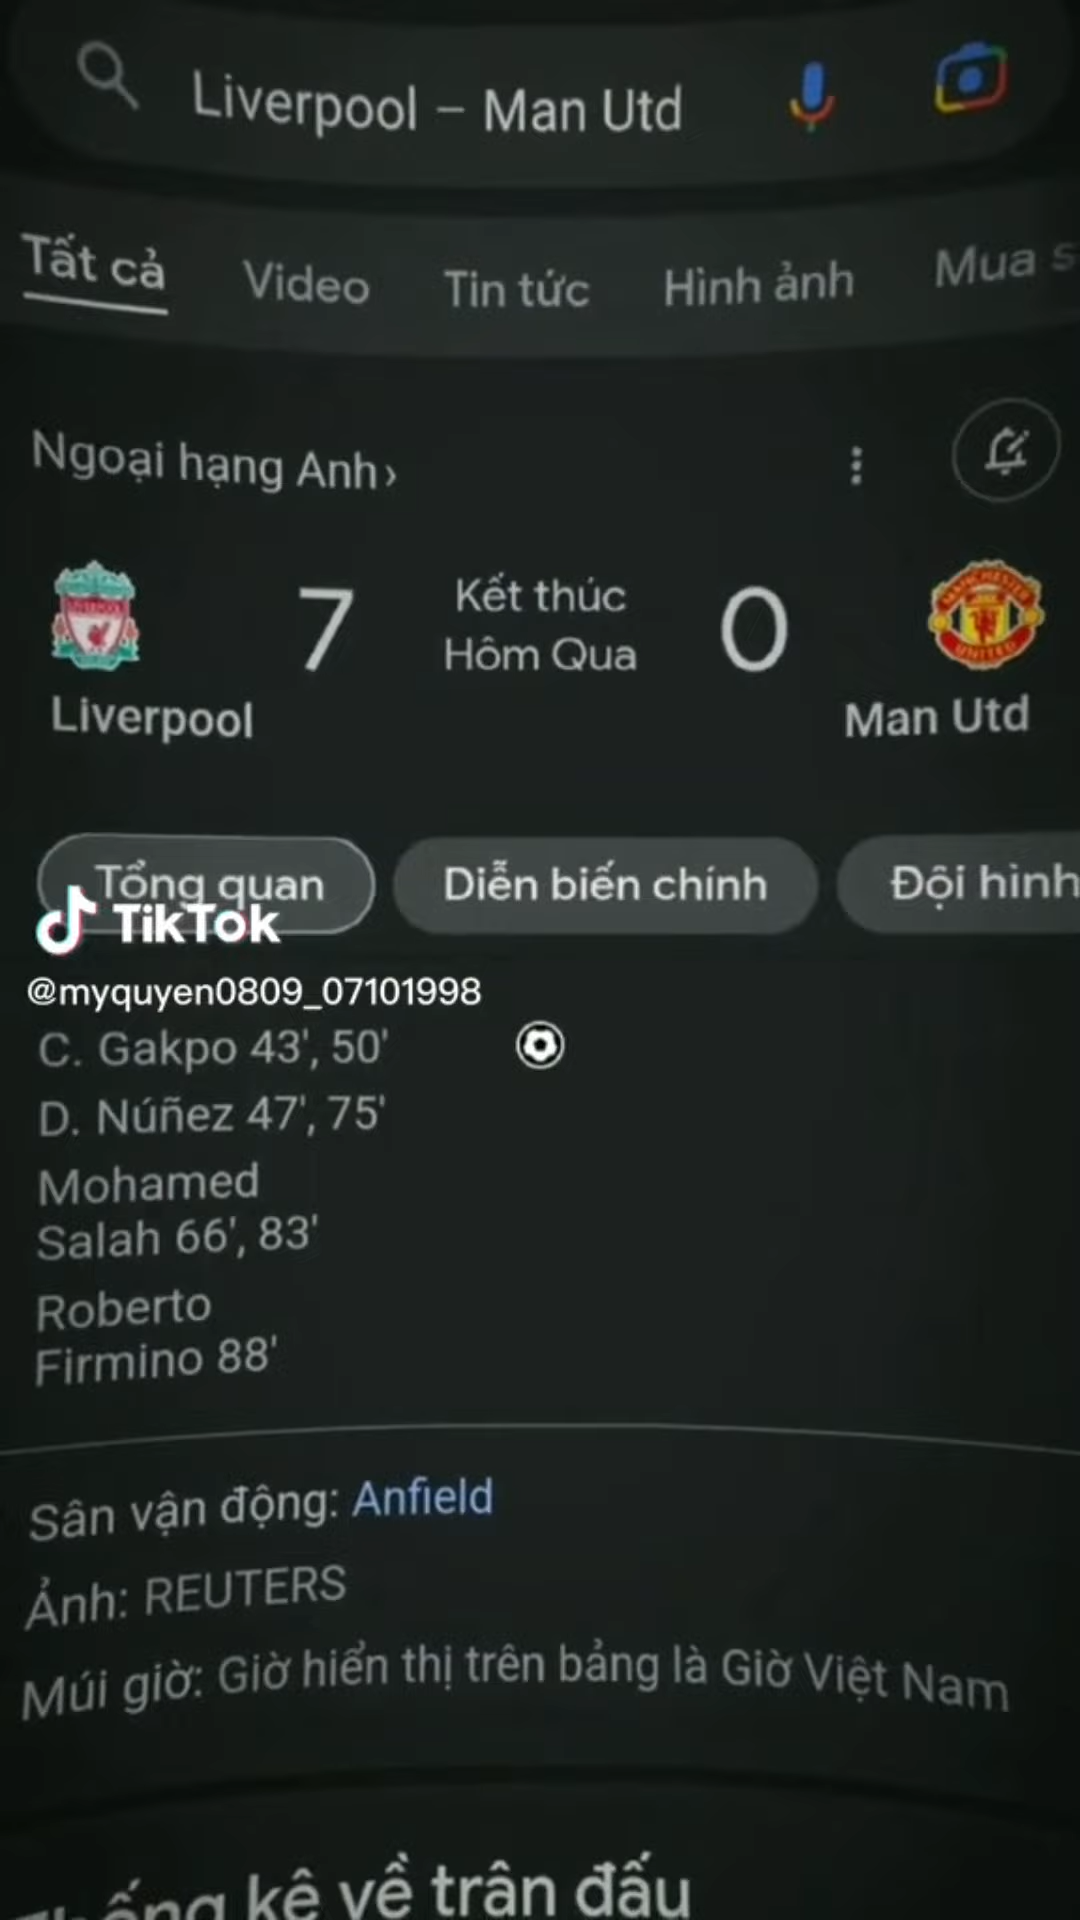 Liverpool – Man Utd
Tất cả Video Tin tức Hình ảnh Mua
Ngoại hạng Anh ›
7 Kết thúc 0
Hôm Qua
Liverpool Man Utd
Tổng quan Diễn biến chính Đội hình
TikTok
@myquyen0809_07101998
C. Gakpo 43', 50'
D. Núñez 47', 75'
Mohamed
Salah 66', 83'
Roberto
Firmino 88'
Sân vận động: Anfield
Ảnh: REUTERS
Múi giờ: Giờ hiển thị trên bảng là Giờ Việt Nam
Thống kê về trận đấu